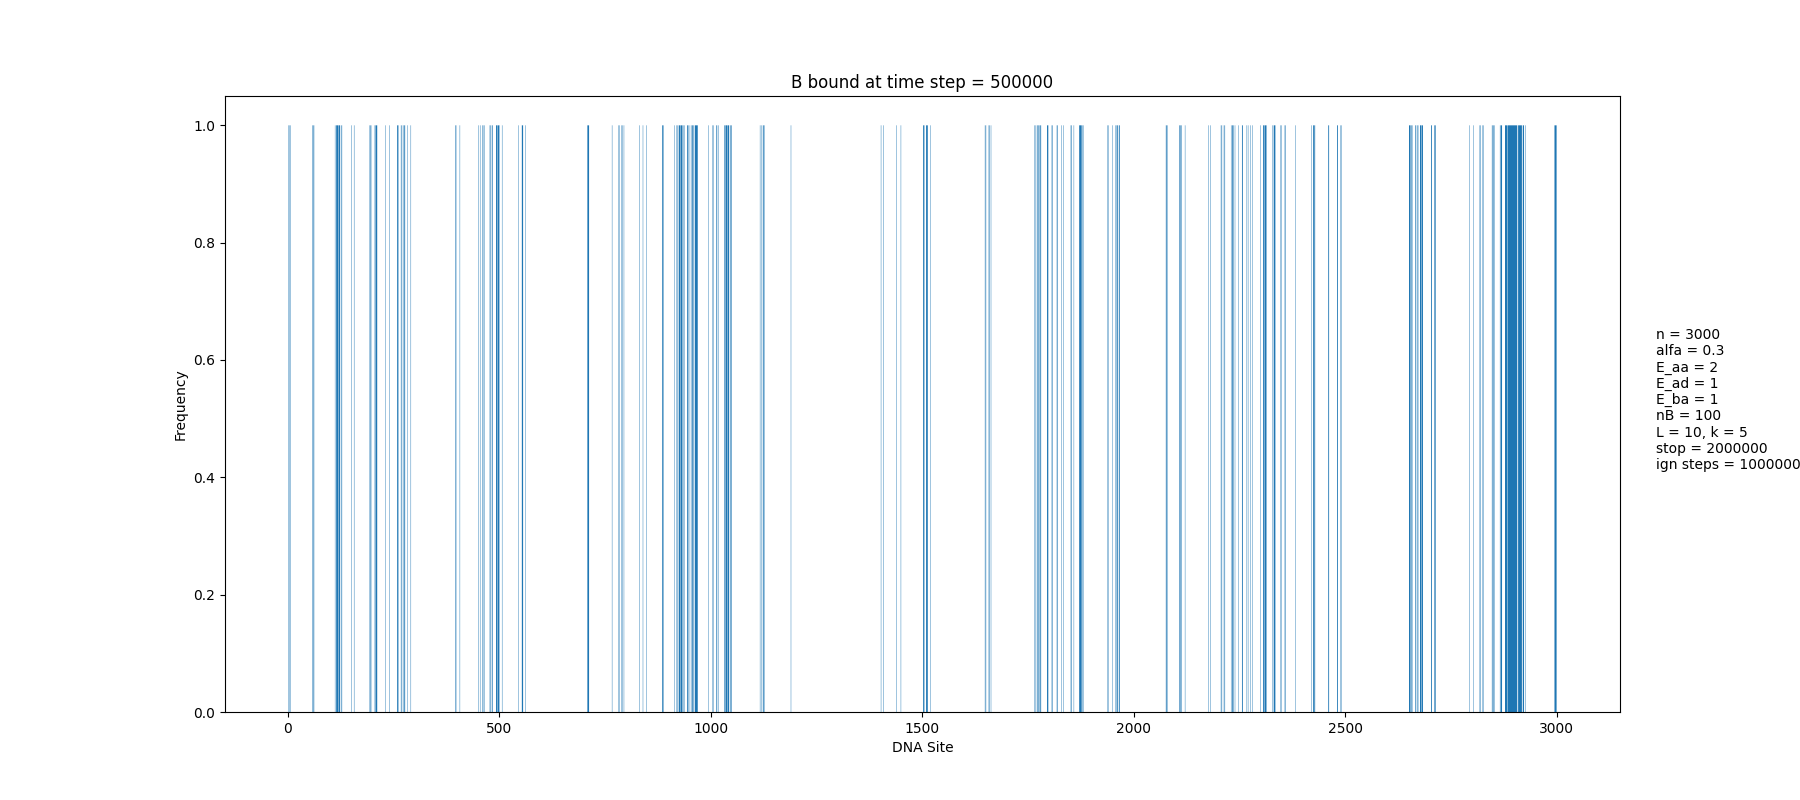 B bound at time step = 500000
1.0
0.8
0.6
0.4
0.2
0.0
Frequency
0 500 1000 1500 2000 2500 3000
DNA Site
n = 3000
alfa = 0.3
E_aa = 2
E_ad = 1
E_ba = 1
nB = 100
L = 10, k = 5
stop = 2000000
ign steps = 1000000